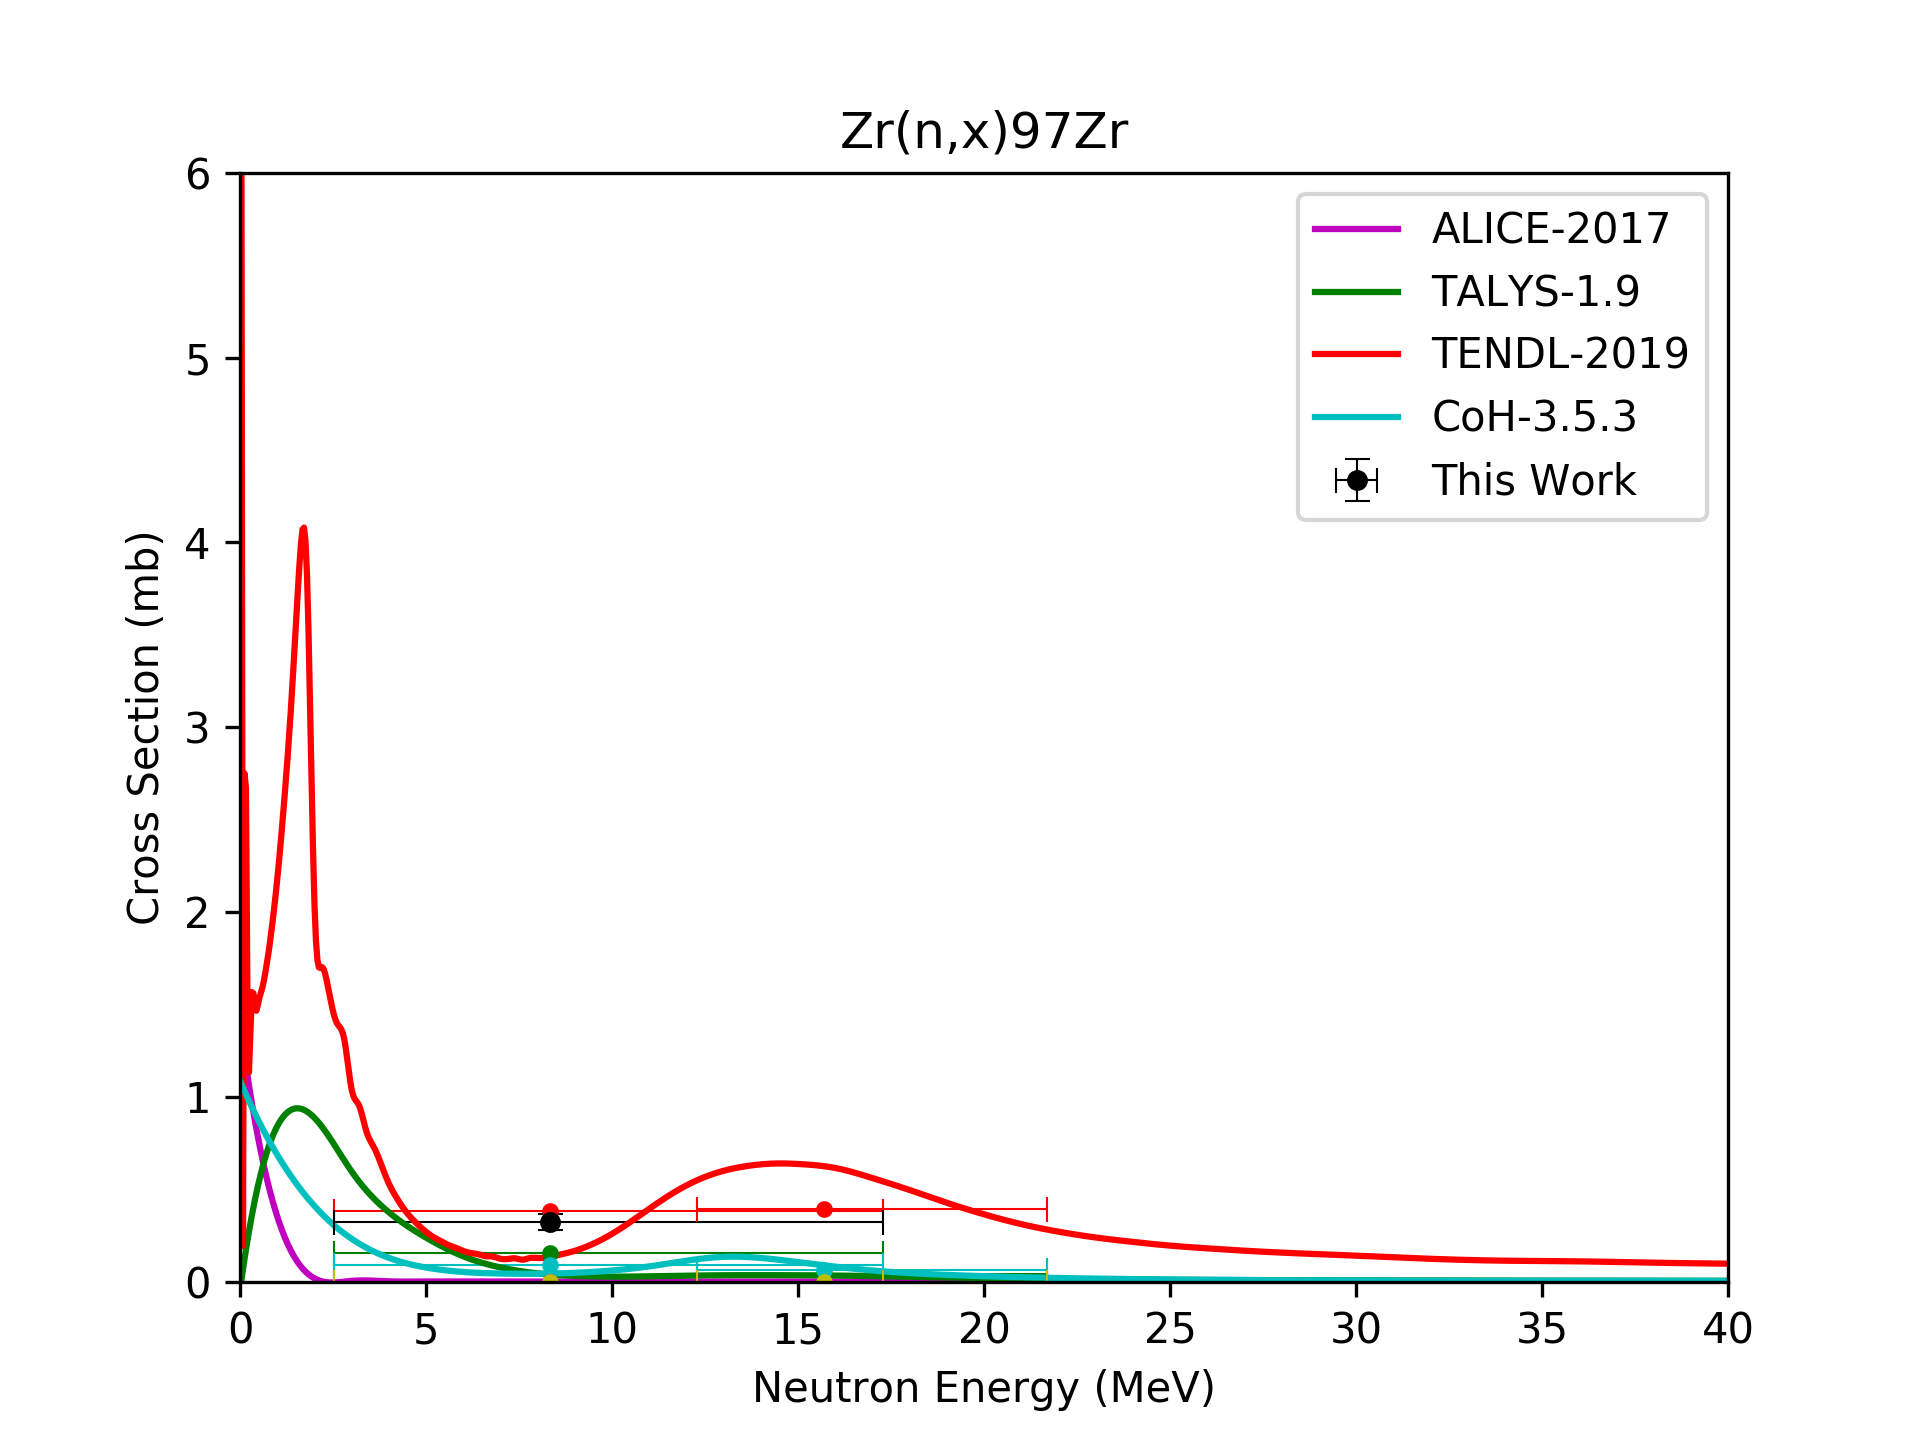 Zr(n,x)97Zr
6
5
4
3
2
1
0
Cross Section (mb)
ALICE-2017
TALYS-1.9
TENDL-2019
CoH-3.5.3
This Work
0 5 10 15 20 25 30 35 40
Neutron Energy (MeV)